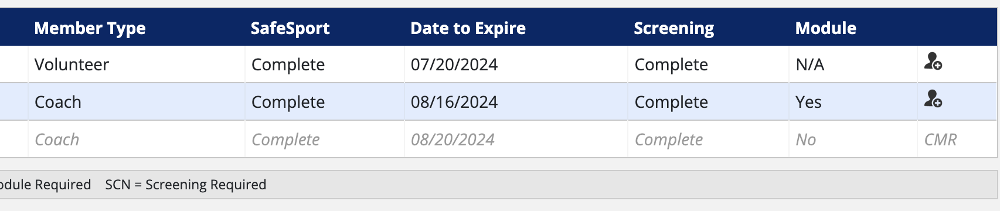 Member Type SafeSport Date to Expire Screening Module
Volunteer Complete 07/20/2024 Complete N/A
Coach Complete 08/16/2024 Complete Yes
Coach Complete 08/20/2024 Complete No CMR
Required SCN = Screening Required